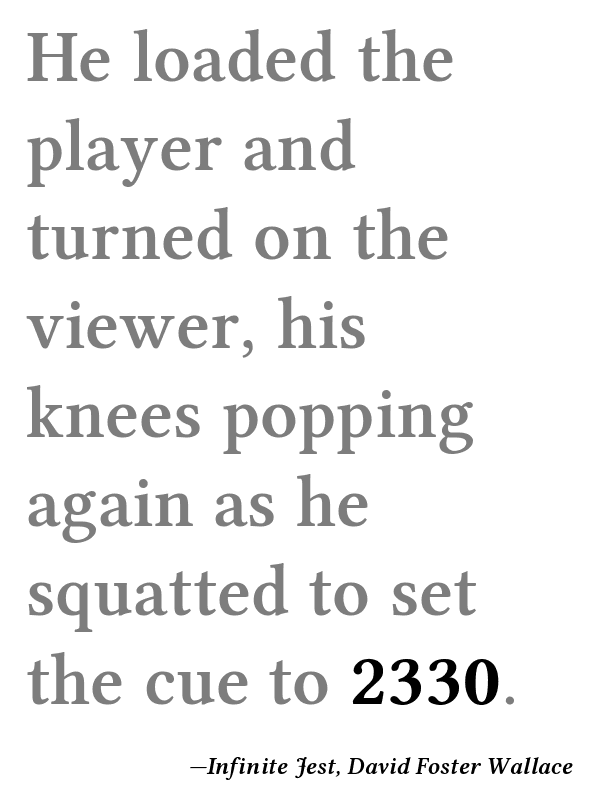 He loaded the
player and
turned on the
viewer, his
knees popping
again as he
squatted to set
the cue to 2330.
—Infinite Jest, David Foster Wallace